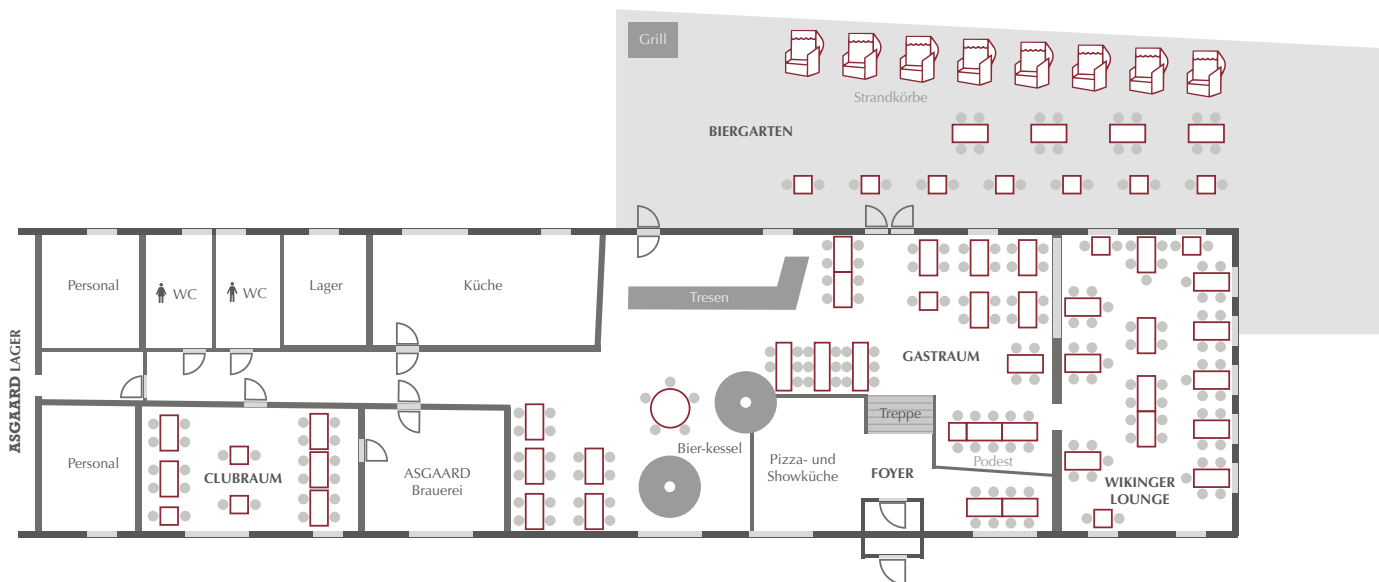 Grill
Strandkörbe
BIERGARTEN
Personal
WC
WC
Lager
Küche
Tresen
ASGAARD LAGER
GASTRAUM
Treppe
Personal
CLUBRAUM
ASGAARD
Brauerei
Bier-kessel
Pizza- und
Showküche
FOYER
Podest
WIKINGER
LOUNGE